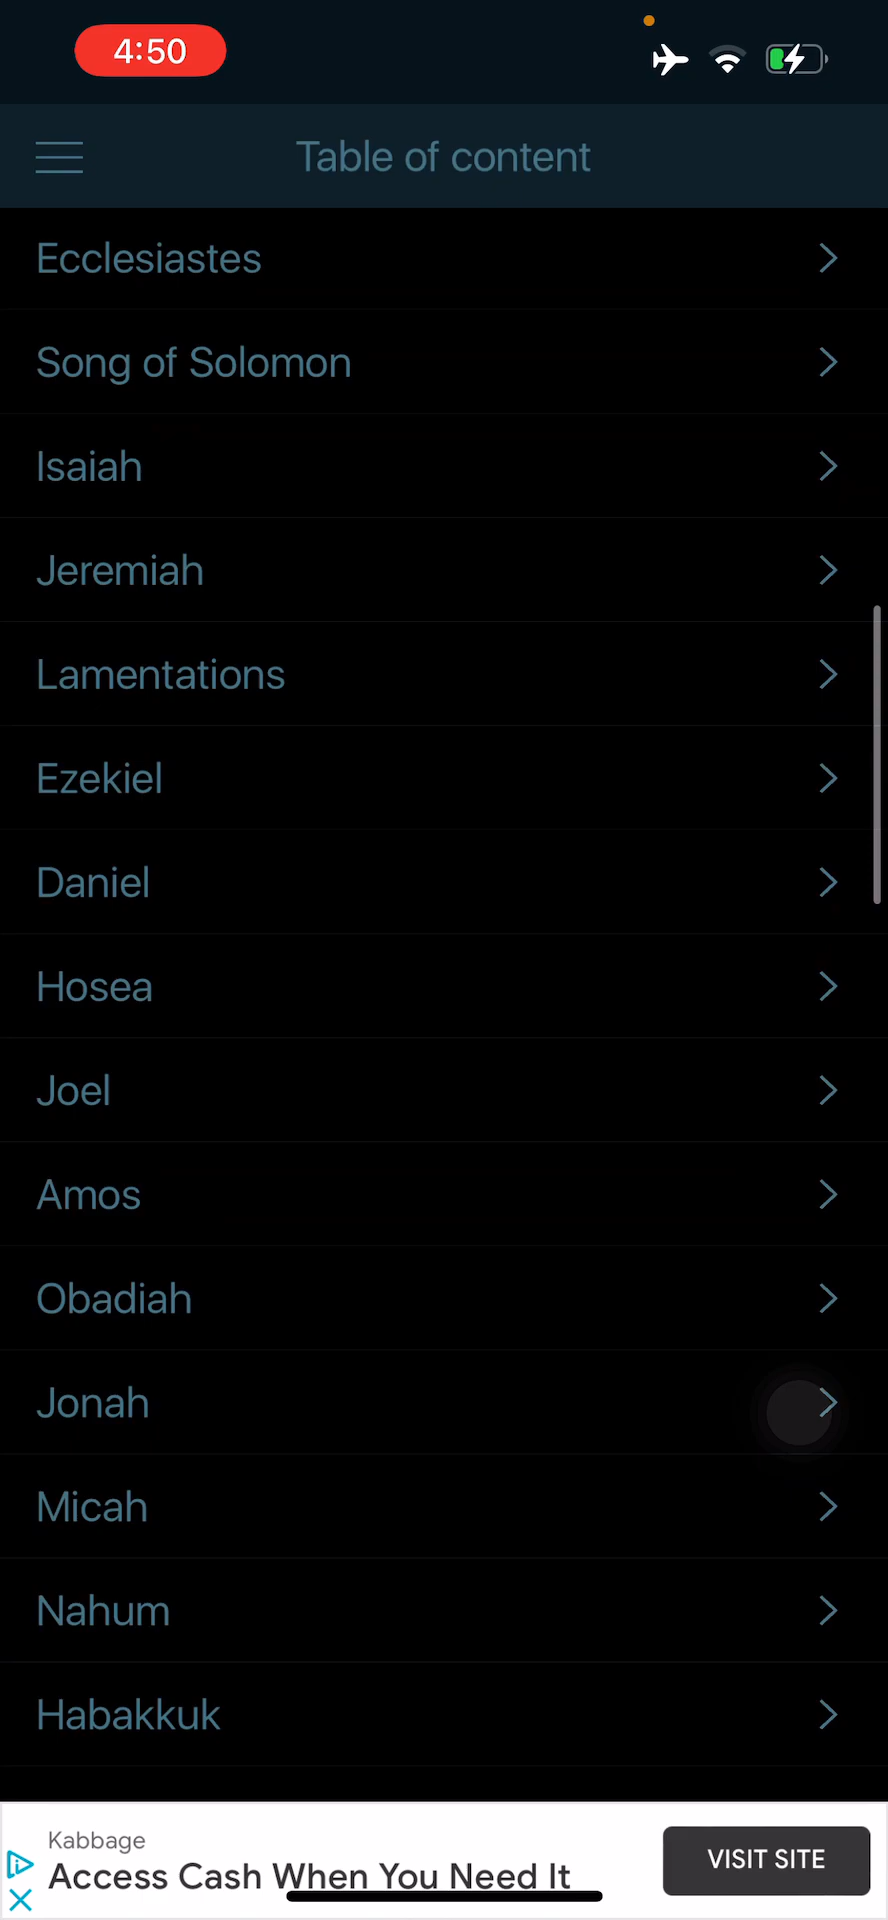 4:50
Table of content
Ecclesiastes
Song of Solomon
Isaiah
Jeremiah
Lamentations
Ezekiel
Daniel
Hosea
Joel
Amos
Obadiah
Jonah
Micah
Nahum
Habakkuk
Kabbage
Access Cash When You Need It
VISIT SITE